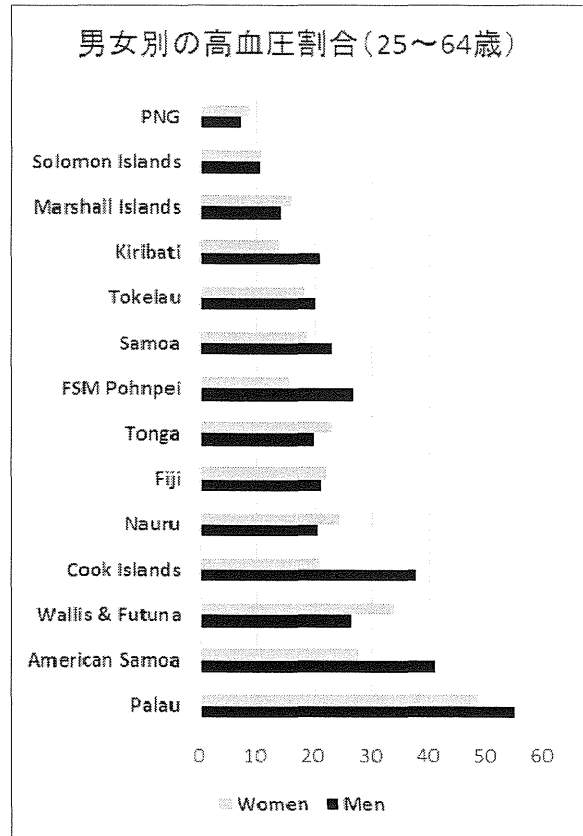 男女別の高血圧割合(25～64歳)
PNG
Solomon Islands
Marshall Islands
Kiribati
Tokelau
Samoa
FSM Pohnpei
Tonga
Fiji
Nauru
Cook Islands
Wallis & Futuna
American Samoa
Palau
0 10 20 30 40 50 60
Women Men